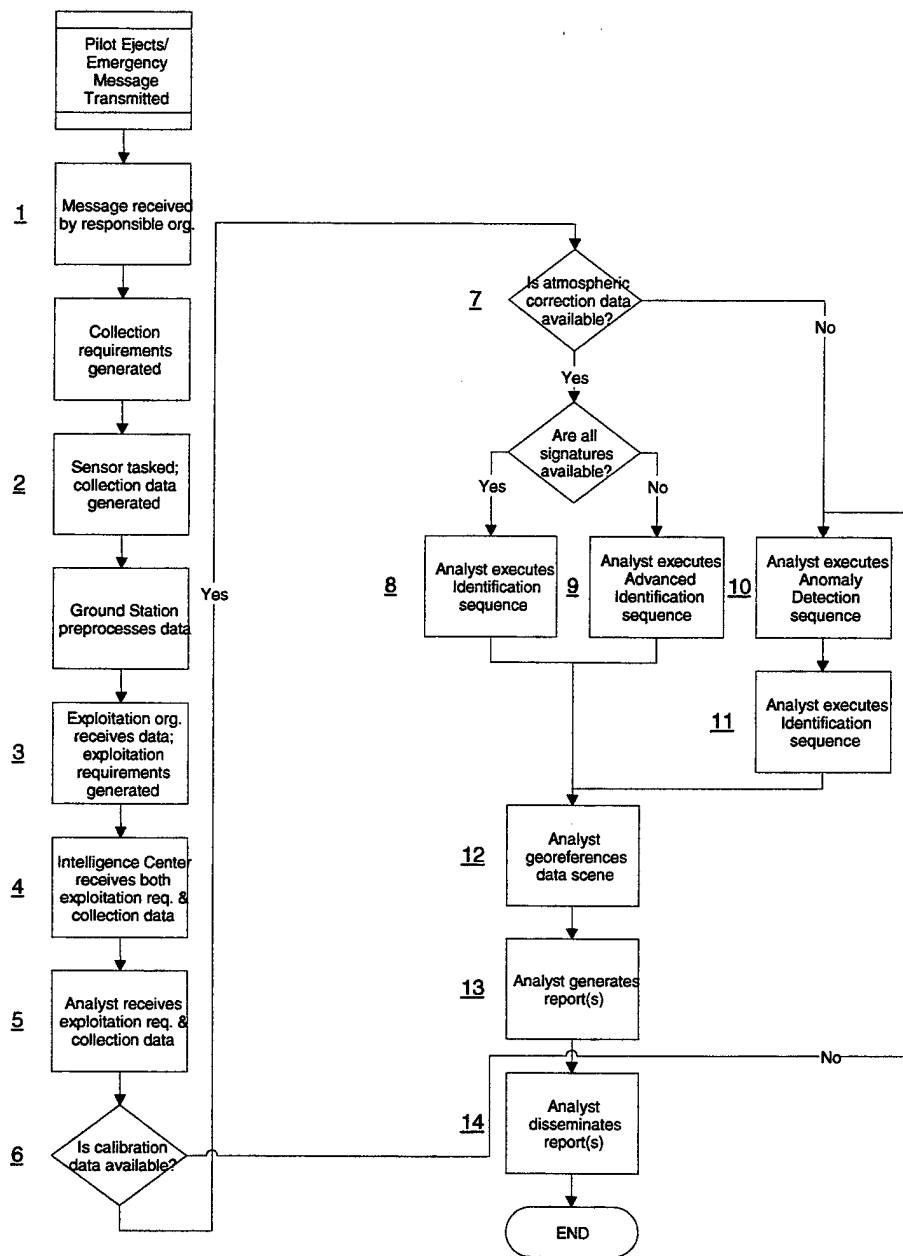 Pilot Ejects/
Emergency
Message
Transmitted
1
Message received
by responsible org.
Collection
requirements
generated
2
Sensor tasked;
collection data
generated
Ground Station
preprocesses data
3
Exploitation org.
receives data;
exploitation
requirements
generated
4
Intelligence Center
receives both
exploitation req. &
collection data
5
Analyst receives
exploitation req. &
collection data
6
Is calibration
data available?
Yes
No
7
Is atmospheric
correction data
available?
No
Yes
Are all
signatures
available?
Yes
No
8
Analyst executes
Identification
sequence
9
Analyst executes
Advanced
Identification
sequence
10
Analyst executes
Anomaly
Detection
sequence
11
Analyst executes
Identification
sequence
12
Analyst
georeferences
data scene
13
Analyst generates
report(s)
14
Analyst
disseminates
report(s)
END